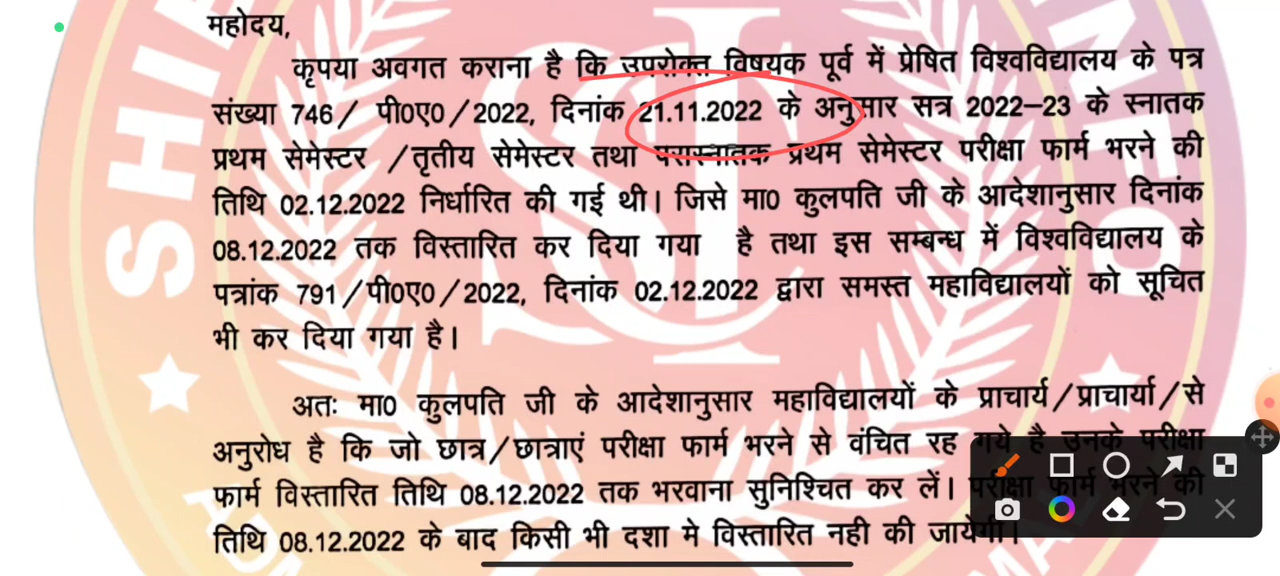 महोदय,
कृपया अवगत कराना है कि उपरोक्त विषयक पूर्व में प्रेषित विश्वविद्यालय के पत्र
संख्या 746/ पी0ए0/2022, दिनांक 21.11.2022 के अनुसार सत्र 2022–23 के स्नातक
प्रथम सेमेस्टर /तृतीय सेमेस्टर तथा परास्नातक प्रथम सेमेस्टर परीक्षा फार्म भरने की
तिथि 02.12.2022 निर्धारित की गई थी। जिसे मा0 कुलपति जी के आदेशानुसार दिनांक
08.12.2022 तक विस्तारित कर दिया गया है तथा इस सम्बन्ध में विश्वविद्यालय के
पत्रांक 791/पी0ए0/2022, दिनांक 02.12.2022 द्वारा समस्त महाविद्यालयों को सूचित
भी कर दिया गया है।
अतः मा0 कुलपति जी के आदेशानुसार महाविद्यालयों के प्राचार्य/प्राचार्या/से
अनुरोध है कि जो छात्र/छात्राएं परीक्षा फार्म भरने से वंचित रह गये है उनके परीक्षा
फार्म विस्तारित तिथि 08.12.2022 तक भरवाना सुनिश्चित कर लें। परीक्षा फार्म भरने की
तिथि 08.12.2022 के बाद किसी भी दशा मे विस्तारित नही की जायेगी।